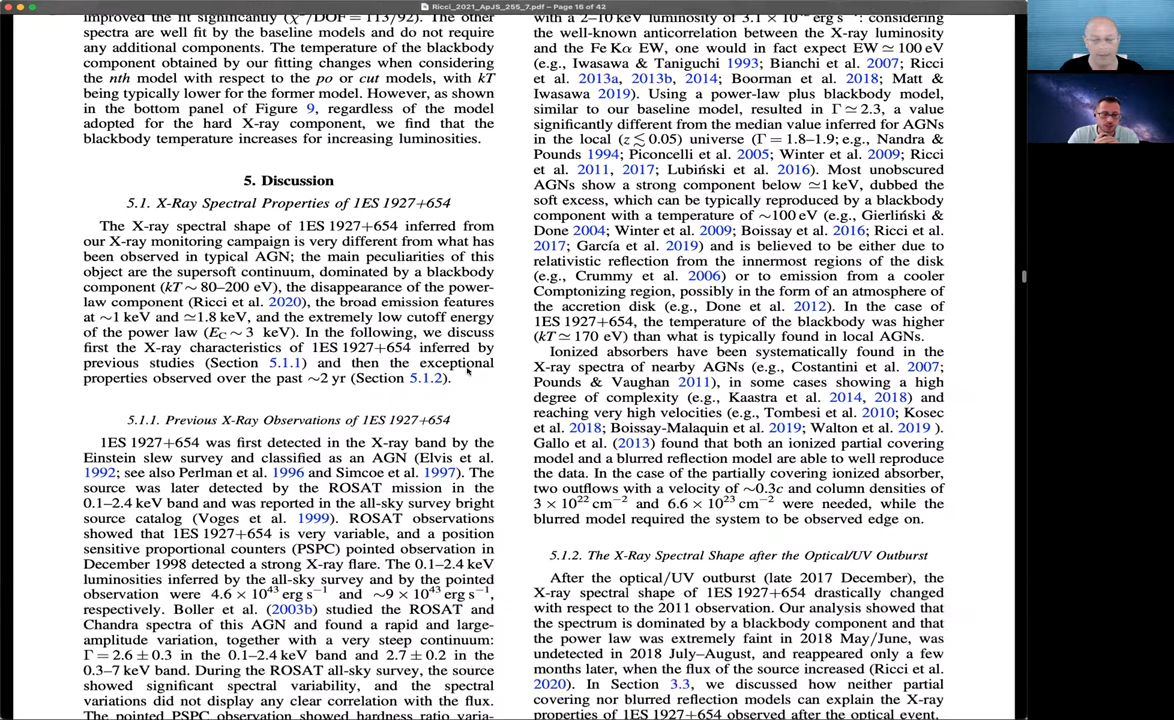 Ricci_2021_ApJS_255_7.pdf – Page 16 of 42
improved the fit significantly (χ²/DOF = 113/92). The other
spectra are well fit by the baseline models and do not require
any additional components. The temperature of the blackbody
component obtained by our fitting changes when considering
the nth model with respect to the po or cut models, with kT
being typically lower for the former model. However, as shown
in the bottom panel of Figure 9, regardless of the model
adopted for the hard X-ray component, we find that the
blackbody temperature increases for increasing luminosities.
5. Discussion
5.1. X-Ray Spectral Properties of 1ES 1927+654
The X-ray spectral shape of 1ES 1927+654 inferred from
our X-ray monitoring campaign is very different from what has
been observed in typical AGN; the main peculiarities of this
object are the supersoft continuum, dominated by a blackbody
component (kT ∼ 80–200 eV), the disappearance of the power-
law component (Ricci et al. 2020), the broad emission features
at ∼1 keV and ≃1.8 keV, and the extremely low cutoff energy
of the power law (E_C ∼ 3 keV). In the following, we discuss
first the X-ray characteristics of 1ES 1927+654 inferred by
previous studies (Section 5.1.1) and then the exceptional
properties observed over the past ∼2 yr (Section 5.1.2).
5.1.1. Previous X-Ray Observations of 1ES 1927+654
1ES 1927+654 was first detected in the X-ray band by the
Einstein slew survey and classified as an AGN (Elvis et al.
1992; see also Perlman et al. 1996 and Simcoe et al. 1997). The
source was later detected by the ROSAT mission in the
0.1–2.4 keV band and was reported in the all-sky survey bright
source catalog (Voges et al. 1999). ROSAT observations
showed that 1ES 1927+654 is very variable, and a position
sensitive proportional counters (PSPC) pointed observation in
December 1998 detected a strong X-ray flare. The 0.1–2.4 keV
luminosities inferred by the all-sky survey and by the pointed
observation were 4.6 × 10⁴³ erg s⁻¹ and ∼9 × 10⁴³ erg s⁻¹,
respectively. Boller et al. (2003b) studied the ROSAT and
Chandra spectra of this AGN and found a rapid and large-
amplitude variation, together with a very steep continuum:
Γ = 2.6 ± 0.3 in the 0.1–2.4 keV band and 2.7 ± 0.2 in the
0.3–7 keV band. During the ROSAT all-sky survey, the source
showed significant spectral variability, and the spectral
variations did not display any clear correlation with the flux.
The pointed PSPC observation showed hardness ratio varia-
with a 2–10 keV luminosity of 3.1 × erg s : considering
the well-known anticorrelation between the X-ray luminosity
and the Fe Kα EW, one would in fact expect EW ≃ 100 eV
(e.g., Iwasawa & Taniguchi 1993; Bianchi et al. 2007; Ricci
et al. 2013a, 2013b, 2014; Boorman et al. 2018; Matt &
Iwasawa 2019). Using a power-law plus blackbody model,
similar to our baseline model, resulted in Γ ≃ 2.3, a value
significantly different from the median value inferred for AGNs
in the local (z ≲ 0.05) universe (Γ = 1.8–1.9; e.g., Nandra &
Pounds 1994; Piconcelli et al. 2005; Winter et al. 2009; Ricci
et al. 2011, 2017; Lubiński et al. 2016). Most unobscured
AGNs show a strong component below ≃1 keV, dubbed the
soft excess, which can be typically reproduced by a blackbody
component with a temperature of ∼100 eV (e.g., Gierliński &
Done 2004; Winter et al. 2009; Boissay et al. 2016; Ricci et al.
2017; García et al. 2019) and is believed to be either due to
relativistic reflection from the innermost regions of the disk
(e.g., Crummy et al. 2006) or to emission from a cooler
Comptonizing region, possibly in the form of an atmosphere of
the accretion disk (e.g., Done et al. 2012). In the case of
1ES 1927+654, the temperature of the blackbody was higher
(kT ≃ 170 eV) than what is typically found in local AGNs.
Ionized absorbers have been systematically found in the
X-ray spectra of nearby AGNs (e.g., Costantini et al. 2007;
Pounds & Vaughan 2011), in some cases showing a high
degree of complexity (e.g., Kaastra et al. 2014, 2018) and
reaching very high velocities (e.g., Tombesi et al. 2010; Kosec
et al. 2018; Boissay-Malaquin et al. 2019; Walton et al. 2019 ).
Gallo et al. (2013) found that both an ionized partial covering
model and a blurred reflection model are able to well reproduce
the data. In the case of the partially covering ionized absorber,
two outflows with a velocity of ∼0.3c and column densities of
3 × 10²² cm⁻² and 6.6 × 10²³ cm⁻² were needed, while the
blurred model required the system to be observed edge on.
5.1.2. The X-Ray Spectral Shape after the Optical/UV Outburst
After the optical/UV outburst (late 2017 December), the
X-ray spectral shape of 1ES 1927+654 drastically changed
with respect to the 2011 observation. Our analysis showed that
the spectrum is dominated by a blackbody component and that
the power law was extremely faint in 2018 May/June, was
undetected in 2018 July–August, and reappeared only a few
months later, when the flux of the source increased (Ricci et al.
2020). In Section 3.3, we discussed how neither partial
covering nor blurred reflection models can explain the X-ray
properties of 1ES 1927+654 observed after the optical event.